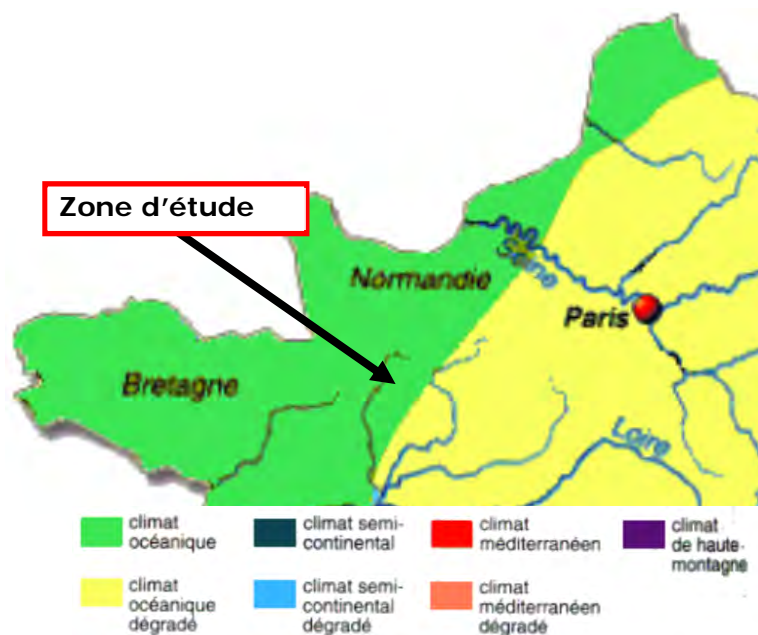 Zone d'étude
Normandie
Seine
Paris
Bretagne
Loire
climat
océanique
climat semi-
continental
climat
méditerranéen
climat
de haute-
montagne
climat
océanique
dégradé
climat semi-
continental
dégradé
climat
méditerranéen
dégradé